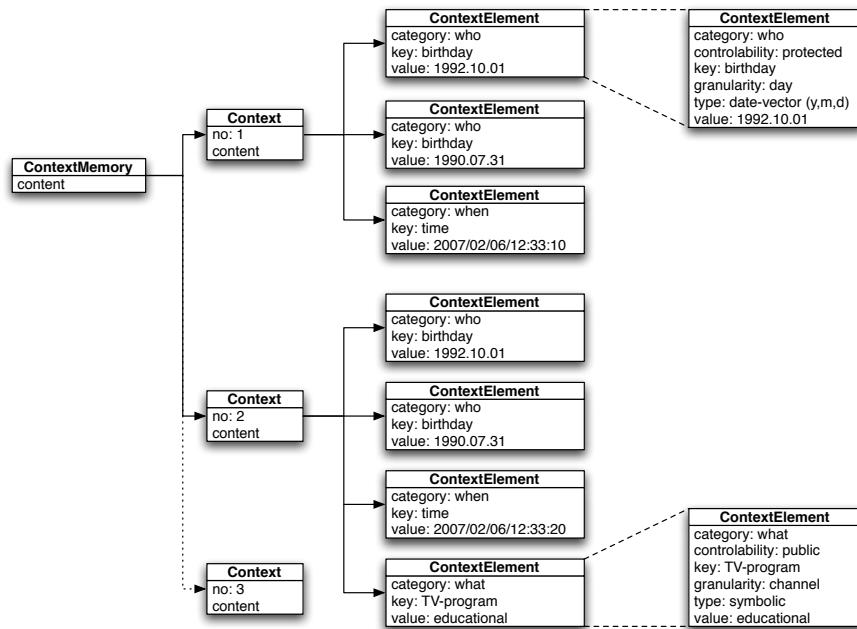 ContextMemory
content
Context
no: 1
content
ContextElement
category: who
key: birthday
value: 1992.10.01
ContextElement
category: who
controlability: protected
key: birthday
granularity: day
type: date-vector (y,m,d)
value: 1992.10.01
ContextElement
category: who
key: birthday
value: 1990.07.31
ContextElement
category: when
key: time
value: 2007/02/06/12:33:10
Context
no: 2
content
ContextElement
category: who
key: birthday
value: 1992.10.01
ContextElement
category: who
key: birthday
value: 1990.07.31
ContextElement
category: when
key: time
value: 2007/02/06/12:33:20
ContextElement
category: what
key: TV-program
value: educational
ContextElement
category: what
controlability: public
key: TV-program
granularity: channel
type: symbolic
value: educational
Context
no: 3
content